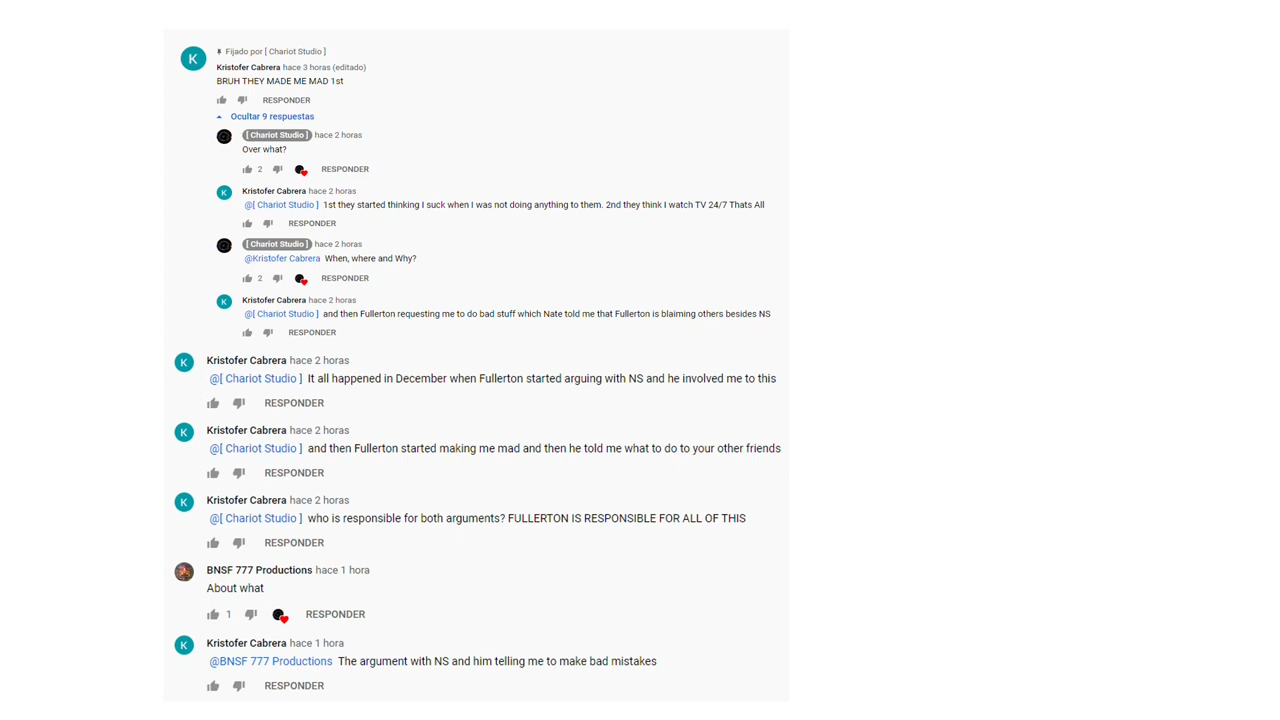 Fijado por [ Chariot Studio ]
Kristofer Cabrera hace 3 horas (editado)
BRUH THEY MADE ME MAD 1st
RESPONDER
Ocultar 9 respuestas
[ Chariot Studio ] hace 2 horas
Over what?
2 RESPONDER
Kristofer Cabrera hace 2 horas
@[ Chariot Studio ] 1st they started thinking I suck when I was not doing anything to them. 2nd they think I watch TV 24/7 Thats All
RESPONDER
[ Chariot Studio ] hace 2 horas
@Kristofer Cabrera When, where and Why?
2 RESPONDER
Kristofer Cabrera hace 2 horas
@[ Chariot Studio ] and then Fullerton requesting me to do bad stuff which Nate told me that Fullerton is blaiming others besides NS
RESPONDER
Kristofer Cabrera hace 2 horas
@[ Chariot Studio ] It all happened in December when Fullerton started arguing with NS and he involved me to this
RESPONDER
Kristofer Cabrera hace 2 horas
@[ Chariot Studio ] and then Fullerton started making me mad and then he told me what to do to your other friends
RESPONDER
Kristofer Cabrera hace 2 horas
@[ Chariot Studio ] who is responsible for both arguments? FULLERTON IS RESPONSIBLE FOR ALL OF THIS
RESPONDER
BNSF 777 Productions hace 1 hora
About what
1 RESPONDER
Kristofer Cabrera hace 1 hora
@BNSF 777 Productions The argument with NS and him telling me to make bad mistakes
RESPONDER
K
K
K
K
K
K
K